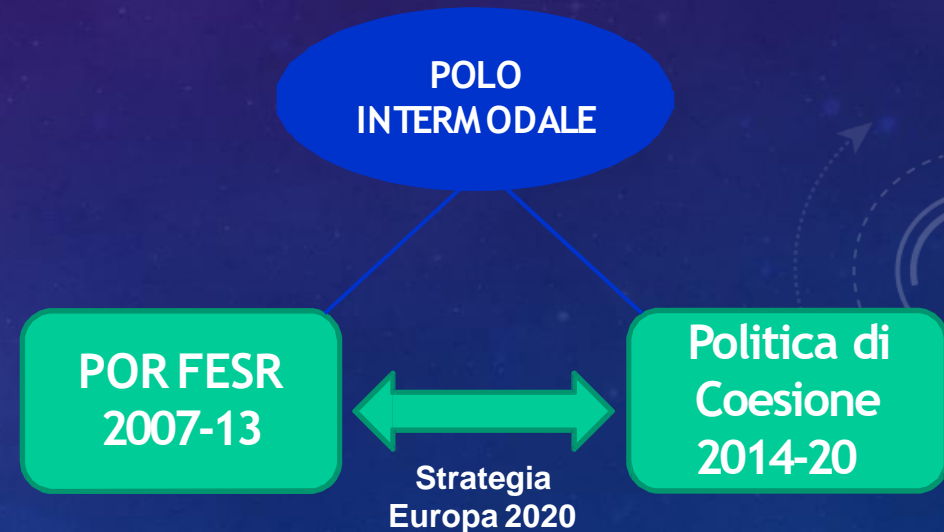 POLO
INTERMODALE
POR FESR
2007-13
Politica di
Coesione
2014-20
Strategia
Europa 2020